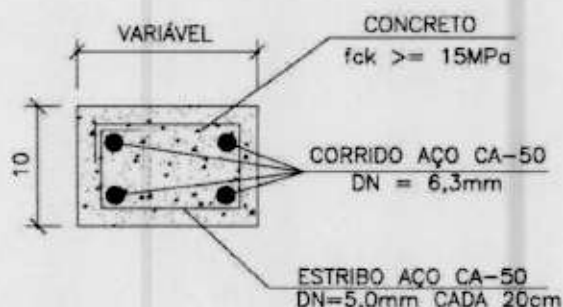 VARIÁVEL
CONCRETO
fck >= 15MPa
10
CORRIDO AÇO CA-50
DN = 6,3mm
ESTRIBO AÇO CA-50
DN=5,0mm CADA 20cm